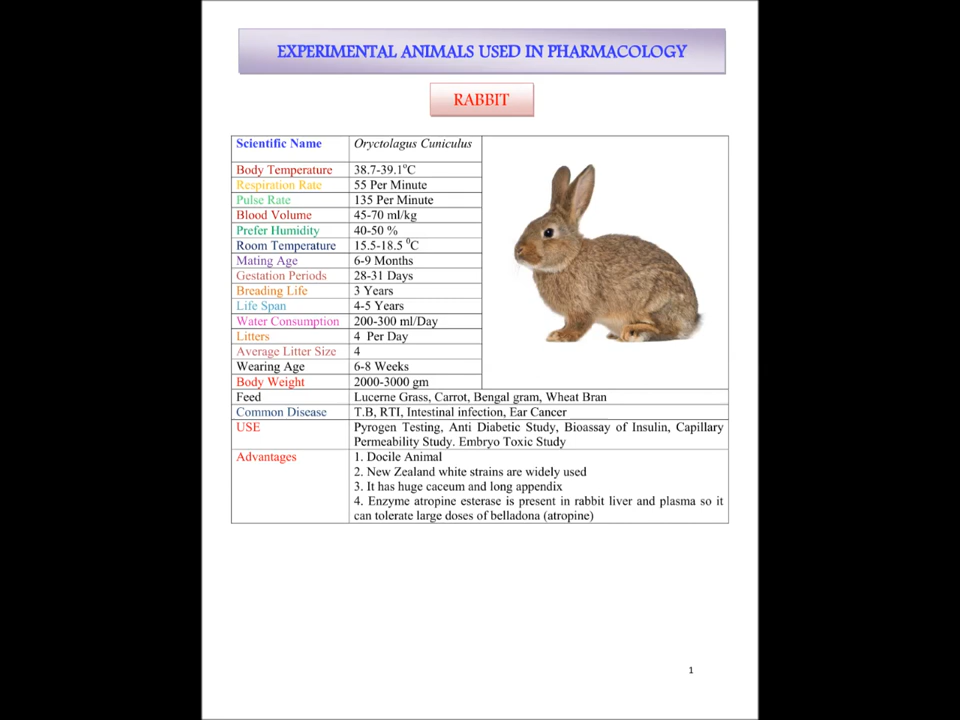 EXPERIMENTAL ANIMALS USED IN PHARMACOLOGY
RABBIT
Scientific Name Oryctolagus Cuniculus
Body Temperature 38.7-39.1°C
Respiration Rate 55 Per Minute
Pulse Rate 135 Per Minute
Blood Volume 45-70 ml/kg
Prefer Humidity 40-50 %
Room Temperature 15.5-18.5 ⁰C
Mating Age 6-9 Months
Gestation Periods 28-31 Days
Breading Life 3 Years
Life Span 4-5 Years
Water Consumption 200-300 ml/Day
Litters 4 Per Day
Average Litter Size 4
Wearing Age 6-8 Weeks
Body Weight 2000-3000 gm
Feed Lucerne Grass, Carrot, Bengal gram, Wheat Bran
Common Disease T.B, RTI, Intestinal infection, Ear Cancer
USE Pyrogen Testing, Anti Diabetic Study, Bioassay of Insulin, Capillary
Permeability Study. Embryo Toxic Study
Advantages 1. Docile Animal
2. New Zealand white strains are widely used
3. It has huge caceum and long appendix
4. Enzyme atropine esterase is present in rabbit liver and plasma so it
can tolerate large doses of belladona (atropine)
1